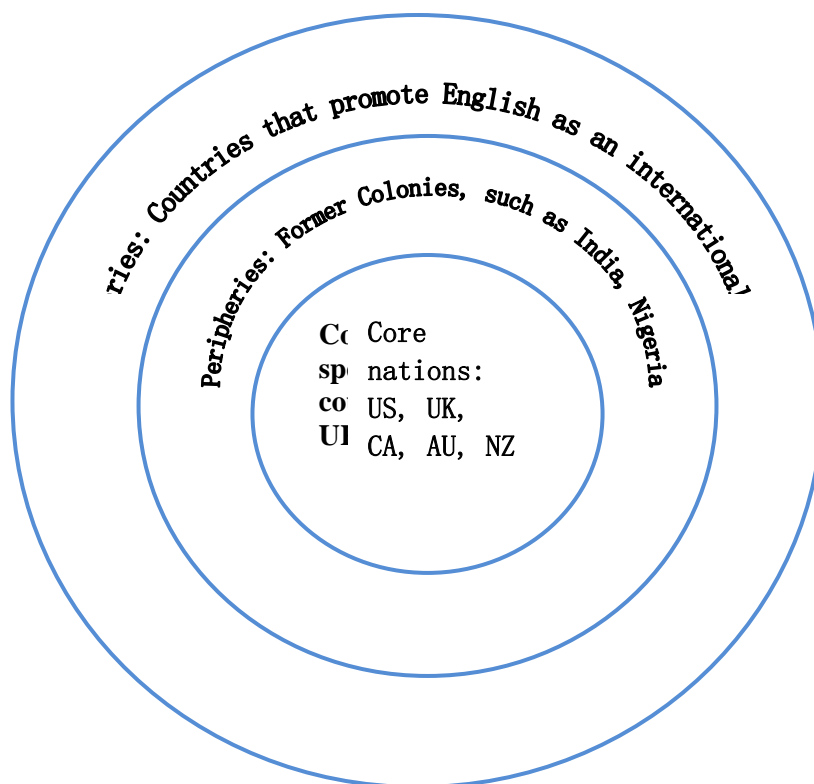 ries: Countries that promote English as an international
Peripheries: Former Colonies, such as India, Nigeria
Core
nations:
US, UK,
CA, AU, NZ